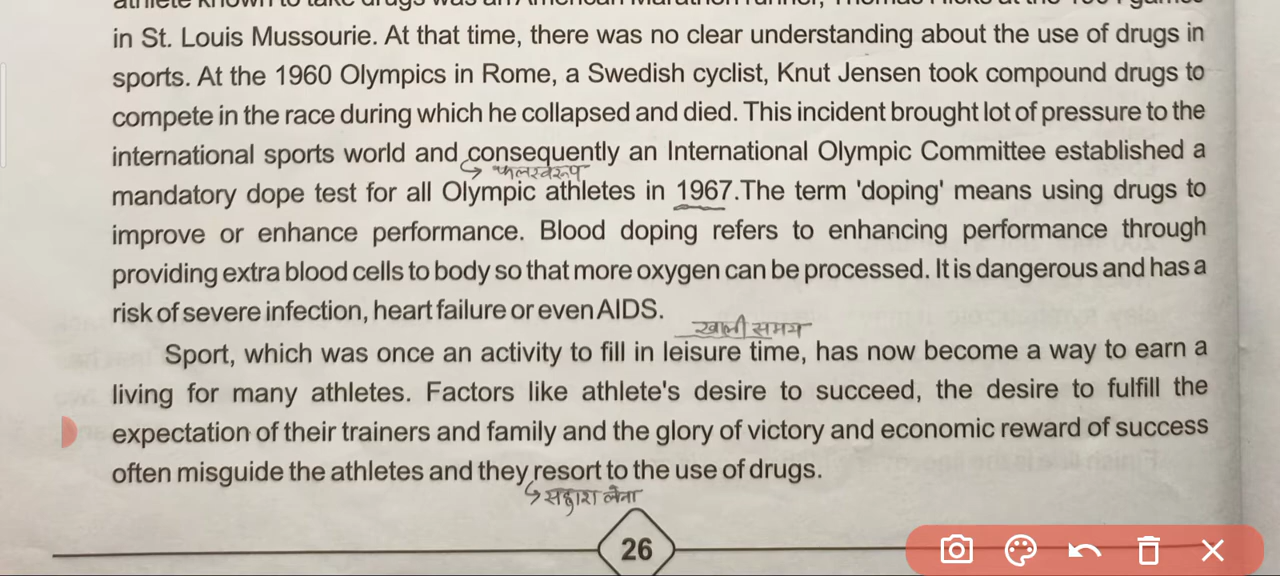 in St. Louis Mussourie. At that time, there was no clear understanding about the use of drugs in
sports. At the 1960 Olympics in Rome, a Swedish cyclist, Knut Jensen took compound drugs to
compete in the race during which he collapsed and died. This incident brought lot of pressure to the
international sports world and consequently an International Olympic Committee established a
फलस्वरूप
mandatory dope test for all Olympic athletes in 1967.The term 'doping' means using drugs to
improve or enhance performance. Blood doping refers to enhancing performance through
providing extra blood cells to body so that more oxygen can be processed. It is dangerous and has a
risk of severe infection, heart failure or even AIDS.
खाली समय
Sport, which was once an activity to fill in leisure time, has now become a way to earn a
living for many athletes. Factors like athlete's desire to succeed, the desire to fulfill the
expectation of their trainers and family and the glory of victory and economic reward of success
often misguide the athletes and they resort to the use of drugs.
लेना
26